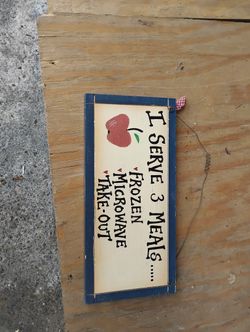 I SERVE 3 MEALS.....
FROZEN
MICROWAVE
TAKE-OUT